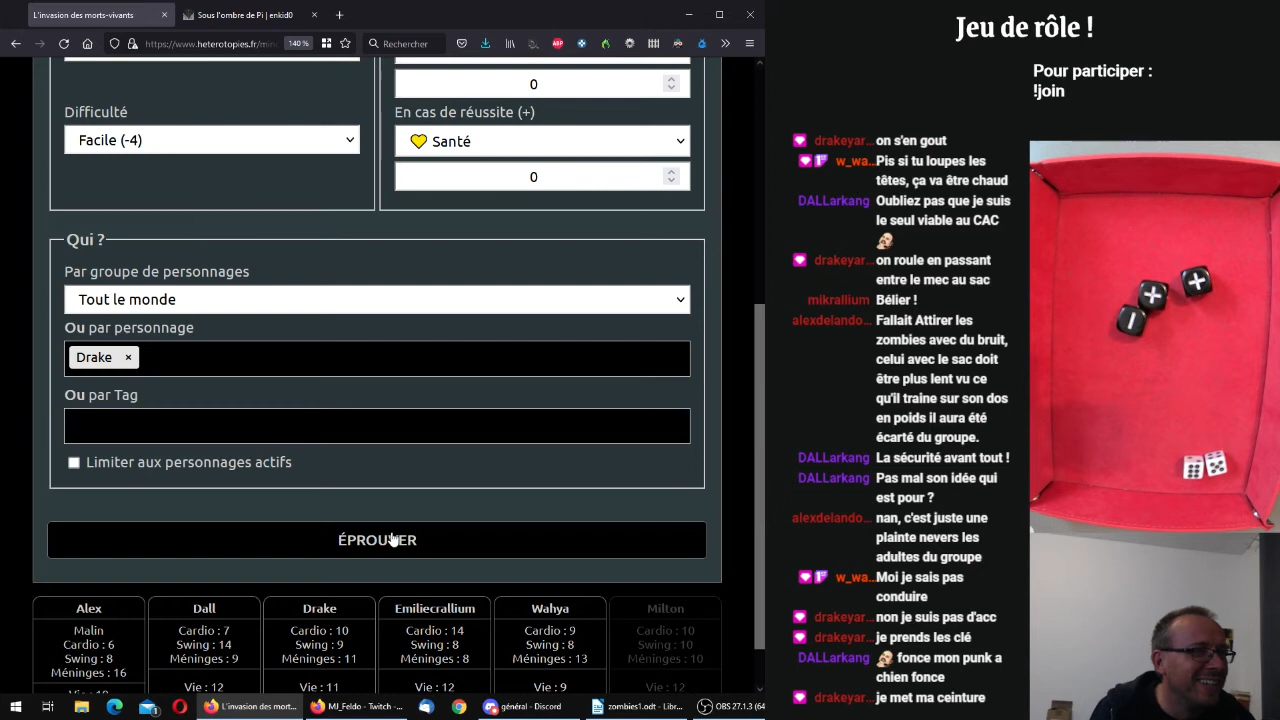 L'invasion des morts-vivants
Sous l'ombre de Pi | enkid0
https://www.heterotopies.fr/min
140 %
Rechercher
0
Difficulté
En cas de réussite (+)
Facile (-4)
Santé
0
Qui ?
Par groupe de personnages
Tout le monde
Ou par personnage
Drake ×
Ou par Tag
Limiter aux personnages actifs
ÉPROUVER
Alex
Malin
Cardio : 6
Swing : 8
Méninges : 16
Dall
Cardio : 7
Swing : 14
Méninges : 9
Vie : 12
Drake
Cardio : 10
Swing : 9
Méninges : 11
Vie : 11
Emiliecrallium
Cardio : 14
Swing : 8
Méninges : 8
Vie : 12
Wahya
Cardio : 9
Swing : 8
Méninges : 13
Vie : 9
Milton
Cardio : 10
Swing : 10
Méninges : 10
Vie : 12
L'invasion des morts-...
MJ_Feldo - Twitch -...
général - Discord
zombies1.odt - Libr...
OBS 27.1.3 (64
Jeu de rôle !
Pour participer :
!join
drakeyar... on s'en gout
w_wa... Pis si tu loupes les
têtes, ça va être chaud
DALLarkang Oubliez pas que je suis
le seul viable au CAC
drakeyar... on roule en passant
entre le mec au sac
mikrallium Bélier !
alexdelando... Fallait Attirer les
zombies avec du bruit,
celui avec le sac doit
être plus lent vu ce
qu'il traine sur son dos
en poids il aura été
écarté du groupe.
DALLarkang La sécurité avant tout !
DALLarkang Pas mal son idée qui
est pour ?
alexdelando... nan, c'est juste une
plainte nevers les
adultes du groupe
w_wa... Moi je sais pas
conduire
drakeyar... non je suis pas d'acc
drakeyar... je prends les clé
DALLarkang fonce mon punk a
chien fonce
drakeyar... je met ma ceinture